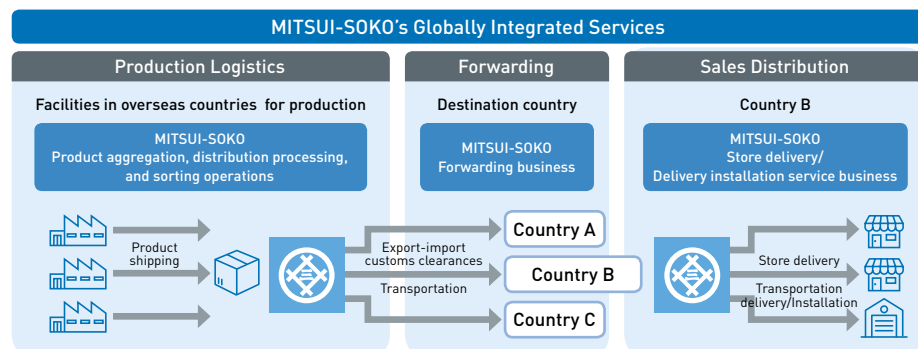 MITSUI-SOKO’s Globally Integrated Services
Production Logistics
Facilities in overseas countries for production
MITSUI-SOKO
Product aggregation, distribution processing,
and sorting operations
Product
shipping
Forwarding
Destination country
MITSUI-SOKO
Forwarding business
Export-import
customs clearances
Transportation
Country A
Country B
Country C
Sales Distribution
Country B
MITSUI-SOKO
Store delivery/
Delivery installation service business
Store delivery
Transportation
delivery/Installation